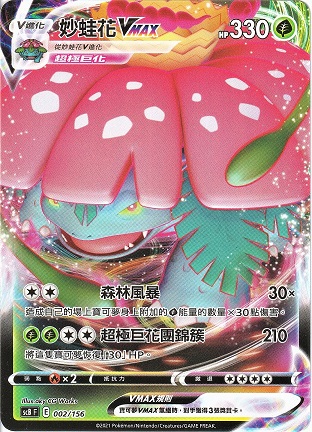 V進化
妙蛙花VMAX
HP 330
從妙蛙花V進化
超極巨化
森林風暴 30×
造成自己的場上寶可夢身上附加的能量的數量×30點傷害。
超極巨花團錦簇 210
將這隻寶可夢恢復「30」HP。
弱點 ×2 抵抗力 撤退
Illus. aky CG Works
VMAX規則
寶可夢VMAX氣絕時,對手獲得3張獎賞卡。
sc8 F E 002/156
©2021 Pokémon/Nintendo/Creatures/GAME FREAK.